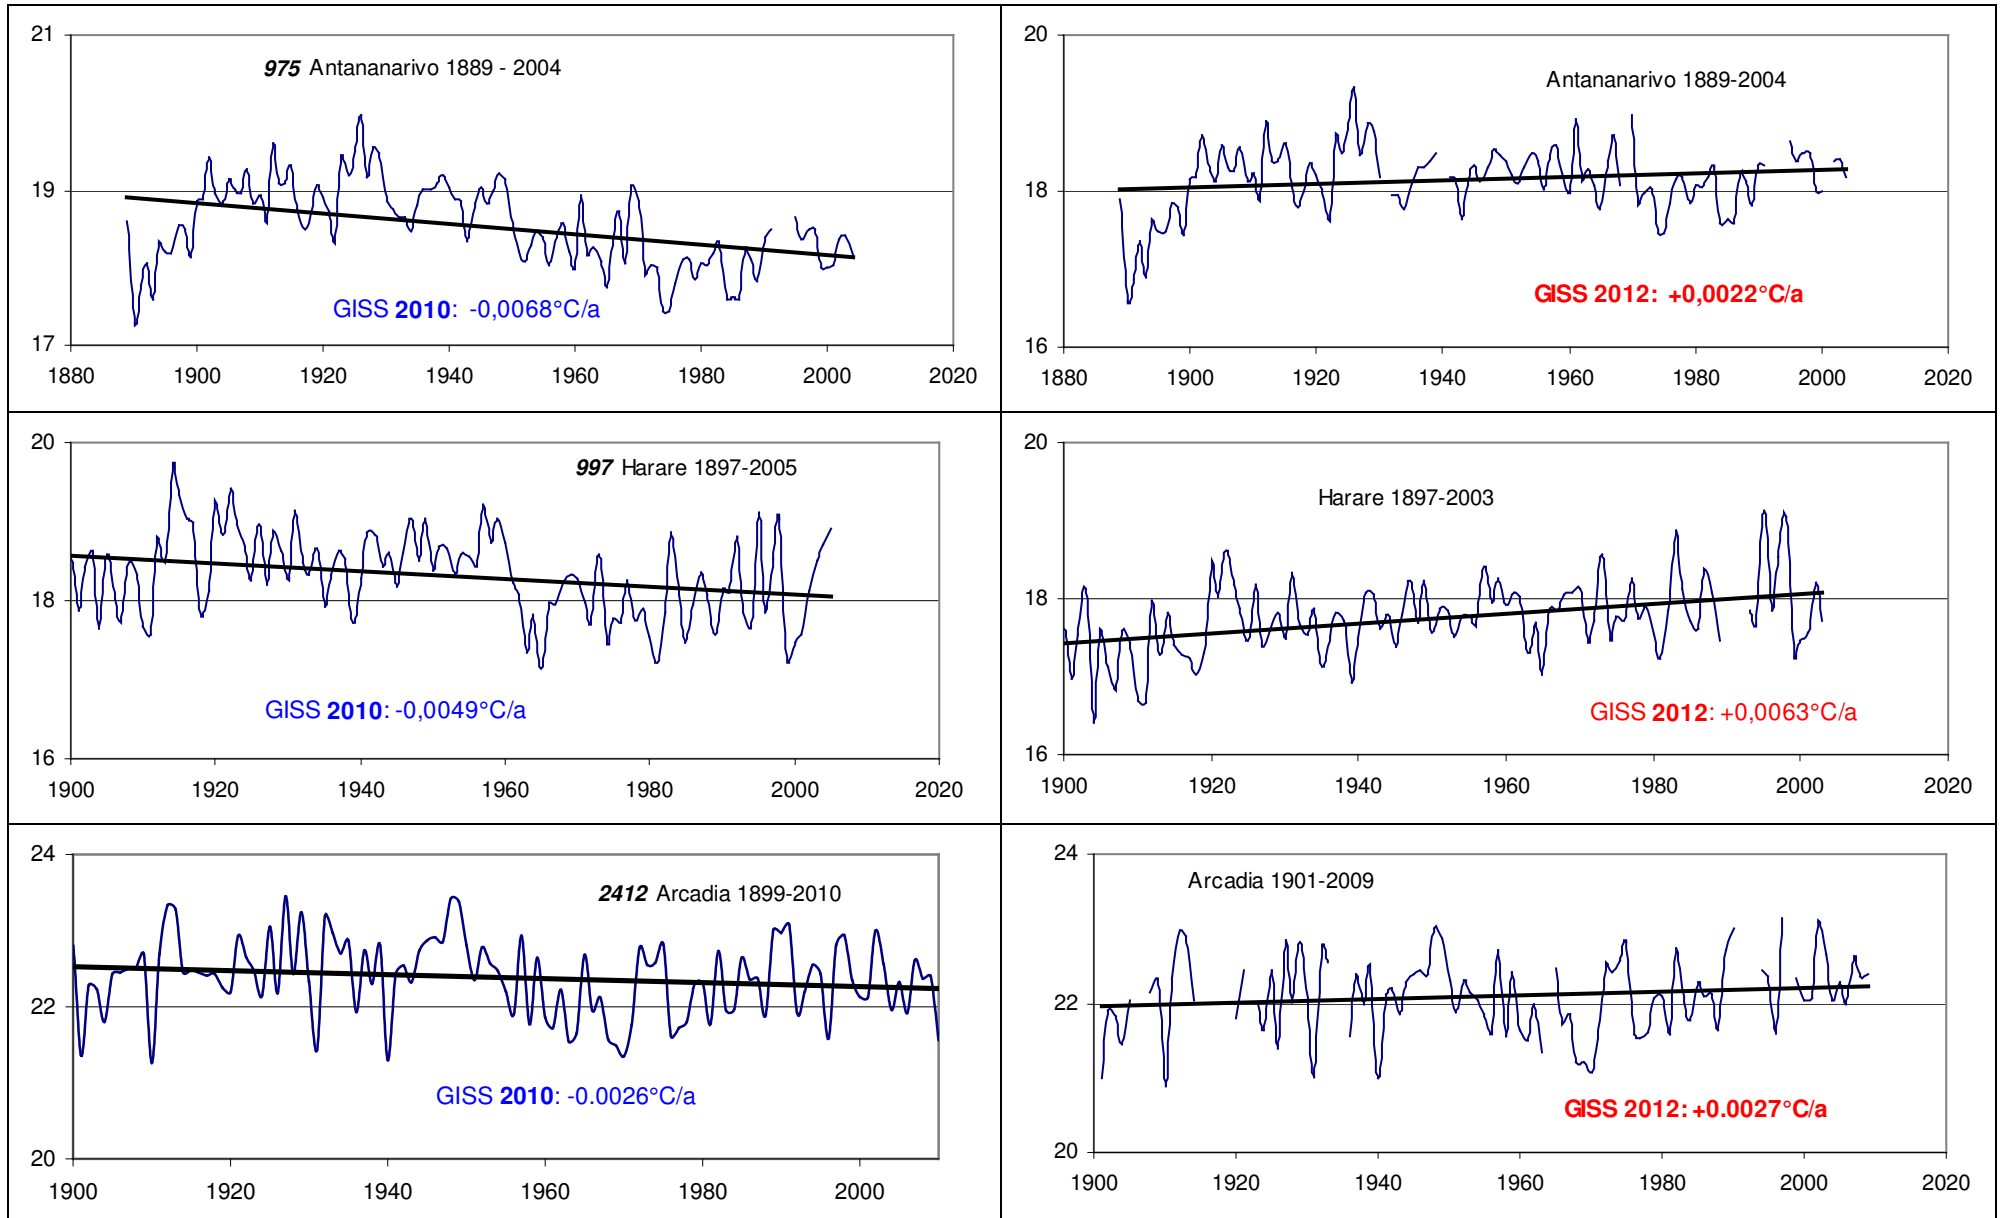 21
975 Antananarivo 1889 - 2004
19
GISS 2010: -0,0068°C/a
17
1880 1900 1920 1940 1960 1980 2000 2020
20
Antananarivo 1889-2004
18
GISS 2012: +0,0022°C/a
16
1880 1900 1920 1940 1960 1980 2000 2020
20
997 Harare 1897-2005
18
GISS 2010: -0,0049°C/a
16
1900 1920 1940 1960 1980 2000 2020
20
Harare 1897-2003
18
GISS 2012: +0,0063°C/a
16
1900 1920 1940 1960 1980 2000 2020
24
2412 Arcadia 1899-2010
22
GISS 2010: -0.0026°C/a
20
1900 1920 1940 1960 1980 2000
24
Arcadia 1901-2009
22
GISS 2012: +0.0027°C/a
20
1900 1920 1940 1960 1980 2000 2020